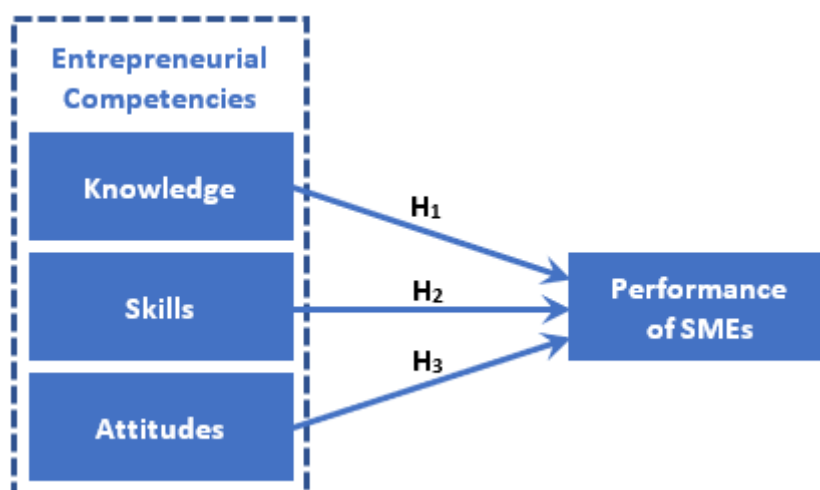 Entrepreneurial
Competencies
Knowledge
H₁
Skills
H₂
Performance
of SMEs
H₃
Attitudes